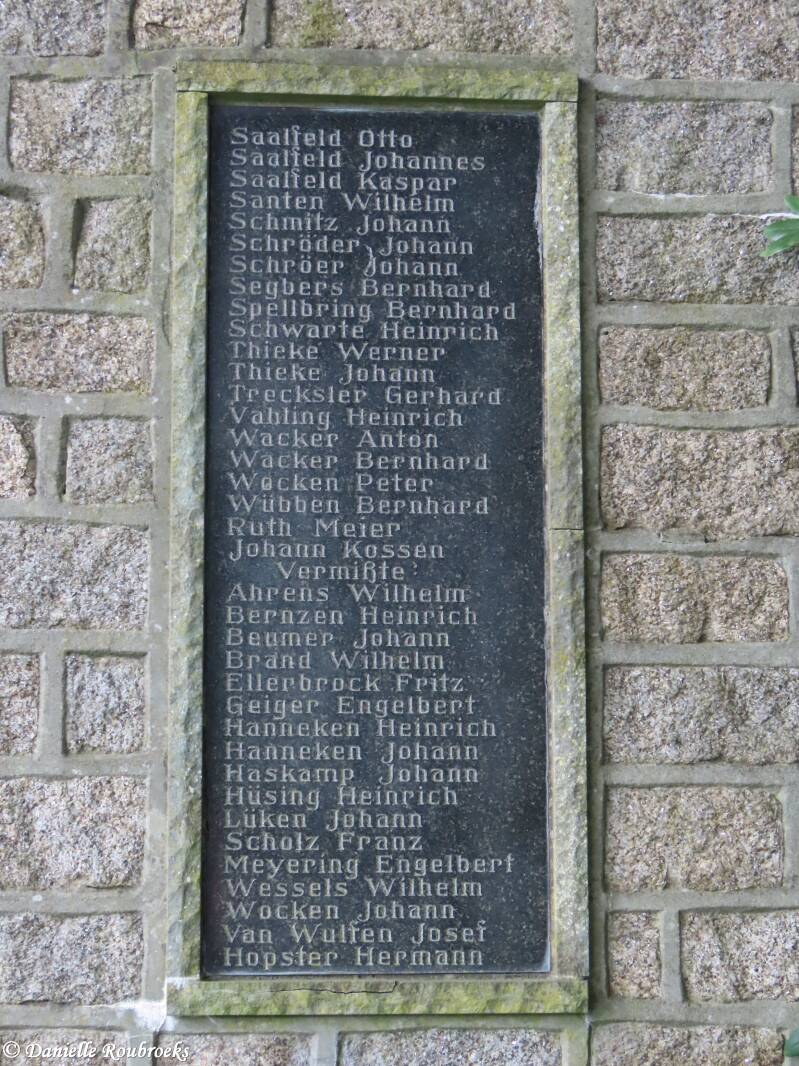 Saalfeld Otto
Saalfeld Johannes
Saalfeld Kaspar
Santen Wilhelm
Schmitz Johann
Schröder Johann
Schröer Johann
Seybers Bernhard
Spellbring Bernhard
Schwarte Heinrich
Thieke Werner
Thieke Johann
Trecksler Gerhard
Vahling Heinrich
Wacker Anton
Wacker Bernhard
Wocken Peter
Wübben Bernhard
Ruth Meier
Johann Kossen
Vermißte:
Ahrens Wilhelm
Bernzen Heinrich
Beumer Johann
Brand Wilhelm
Ellerbrock Fritz
Geiger Engelbert
Hanneken Heinrich
Hanneken Johann
Haskamp Johann
Hüsing Heinrich
Lüken Johann
Scholz Franz
Meyering Engelbert
Wessels Wilhelm
Wocken Johann
Van Wulfen Josef
Hopster Hermann
© Danielle Roubroeks